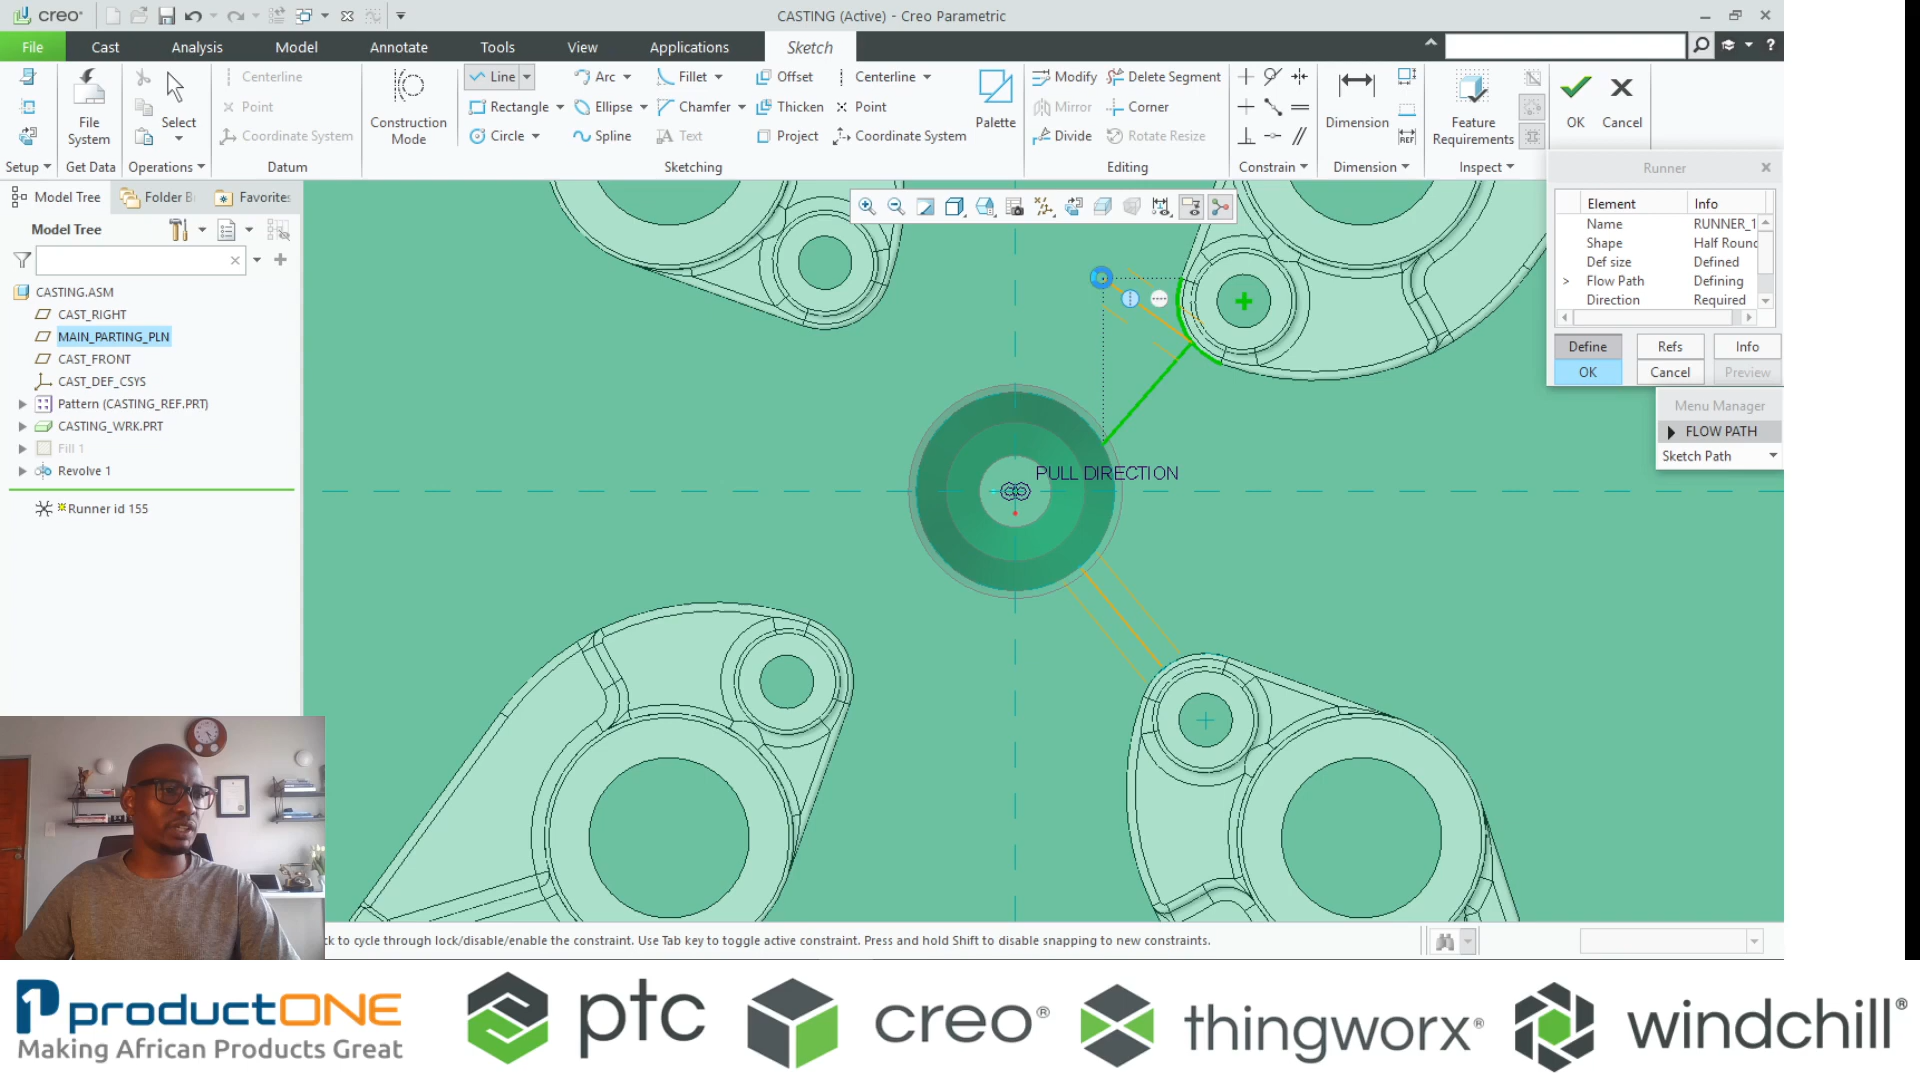 creo®
CASTING (Active) - Creo Parametric
File Cast Analysis Model Annotate Tools View Applications Sketch
Setup
File System
Get Data
Select
Operations
Centerline
Point
Coordinate System
Datum
Construction Mode
Line
Rectangle
Circle
Arc
Ellipse
Spline
Fillet
Chamfer
Text
Offset
Thicken
Project
Centerline
Point
Coordinate System
Palette
Sketching
Modify
Mirror
Divide
Delete Segment
Corner
Rotate Resize
Editing
Constrain
Dimension
Dimension
Feature Requirements
Inspect
OK
Cancel
Model Tree
Folder B
Favorite
Model Tree
CASTING.ASM
CAST_RIGHT
MAIN_PARTING_PLN
CAST_FRONT
CAST_DEF_CSYS
Pattern (CASTING_REF.PRT)
CASTING_WRK.PRT
Fill 1
Revolve 1
Runner id 155
PULL DIRECTION
Runner
Element Info
Name RUNNER_1
Shape Half Round
Def size Defined
> Flow Path Defining
Direction Required
Define Refs Info
OK Cancel Preview
Menu Manager
FLOW PATH
Sketch Path
ck to cycle through lock/disable/enable the constraint. Use Tab key to toggle active constraint. Press and hold Shift to disable snapping to new constraints.
productONE
Making African Products Great
ptc
creo®
thingworx®
windchill®